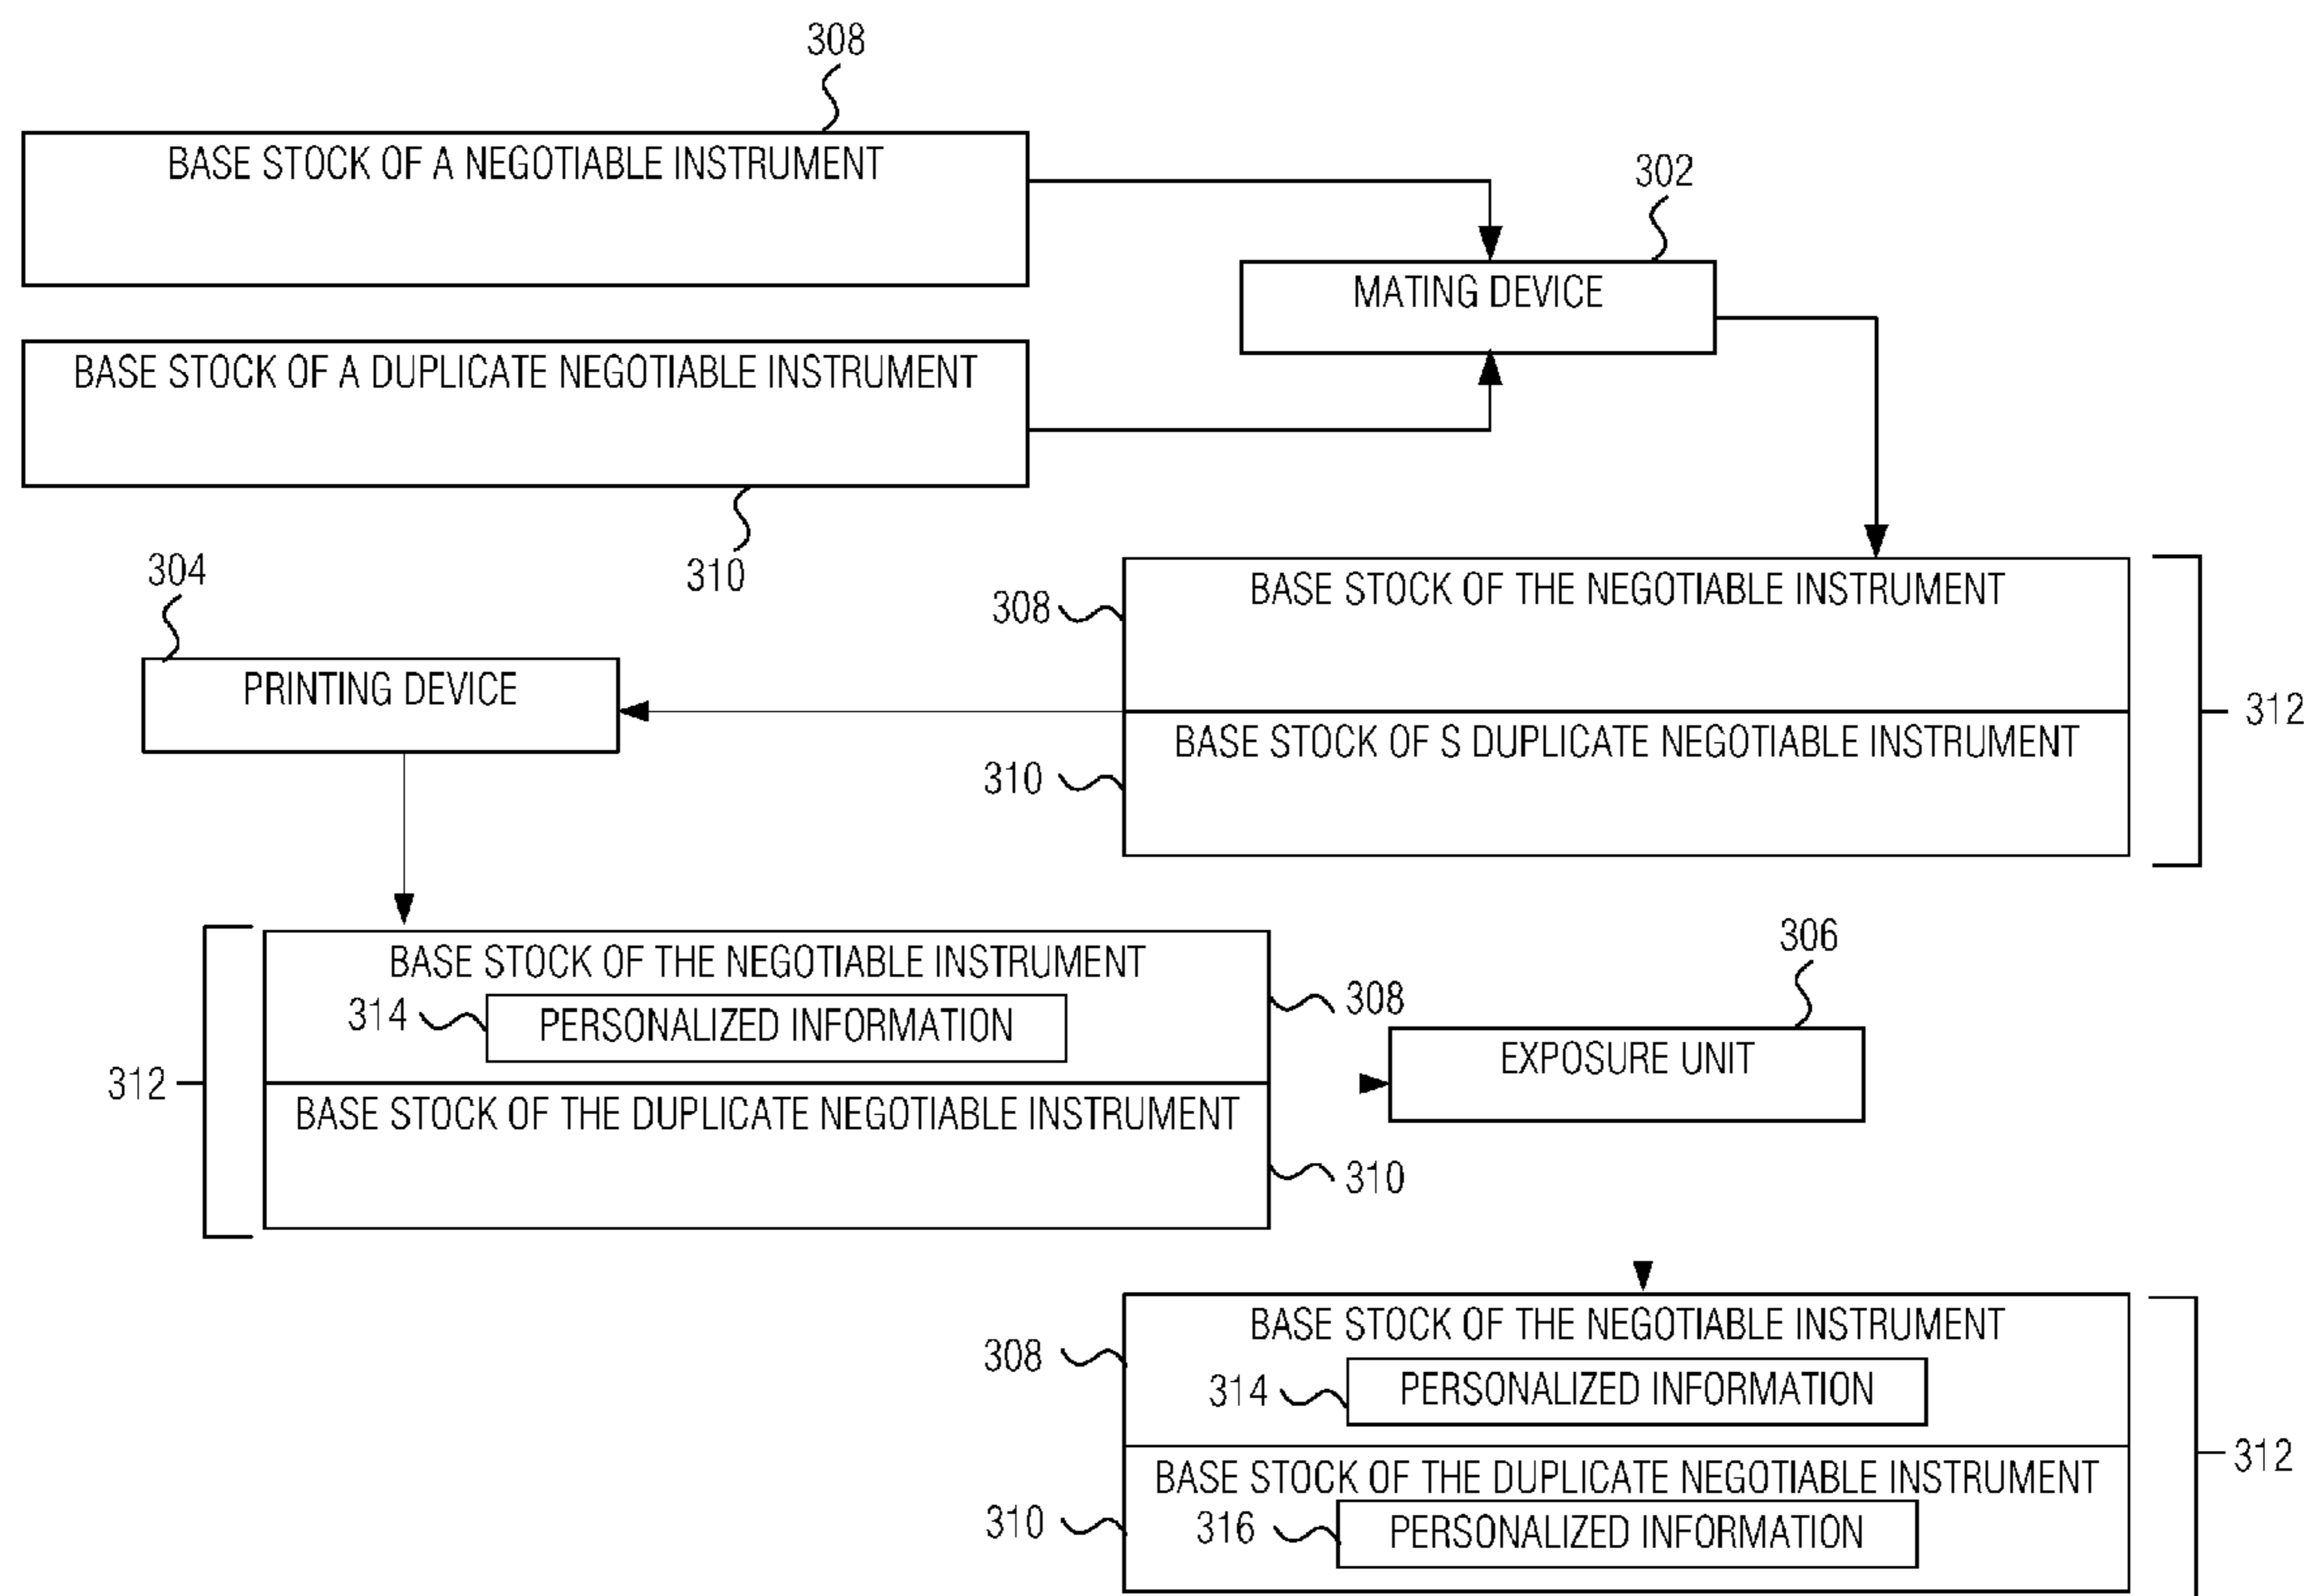 308
BASE STOCK OF A NEGOTIABLE INSTRUMENT
302
MATING DEVICE
BASE STOCK OF A DUPLICATE NEGOTIABLE INSTRUMENT
310
304
308
BASE STOCK OF THE NEGOTIABLE INSTRUMENT
PRINTING DEVICE
312
310
BASE STOCK OF S DUPLICATE NEGOTIABLE INSTRUMENT
306
BASE STOCK OF THE NEGOTIABLE INSTRUMENT
314
PERSONALIZED INFORMATION
308
EXPOSURE UNIT
312
BASE STOCK OF THE DUPLICATE NEGOTIABLE INSTRUMENT
310
BASE STOCK OF THE NEGOTIABLE INSTRUMENT
308
314
PERSONALIZED INFORMATION
312
BASE STOCK OF THE DUPLICATE NEGOTIABLE INSTRUMENT
310
316
PERSONALIZED INFORMATION